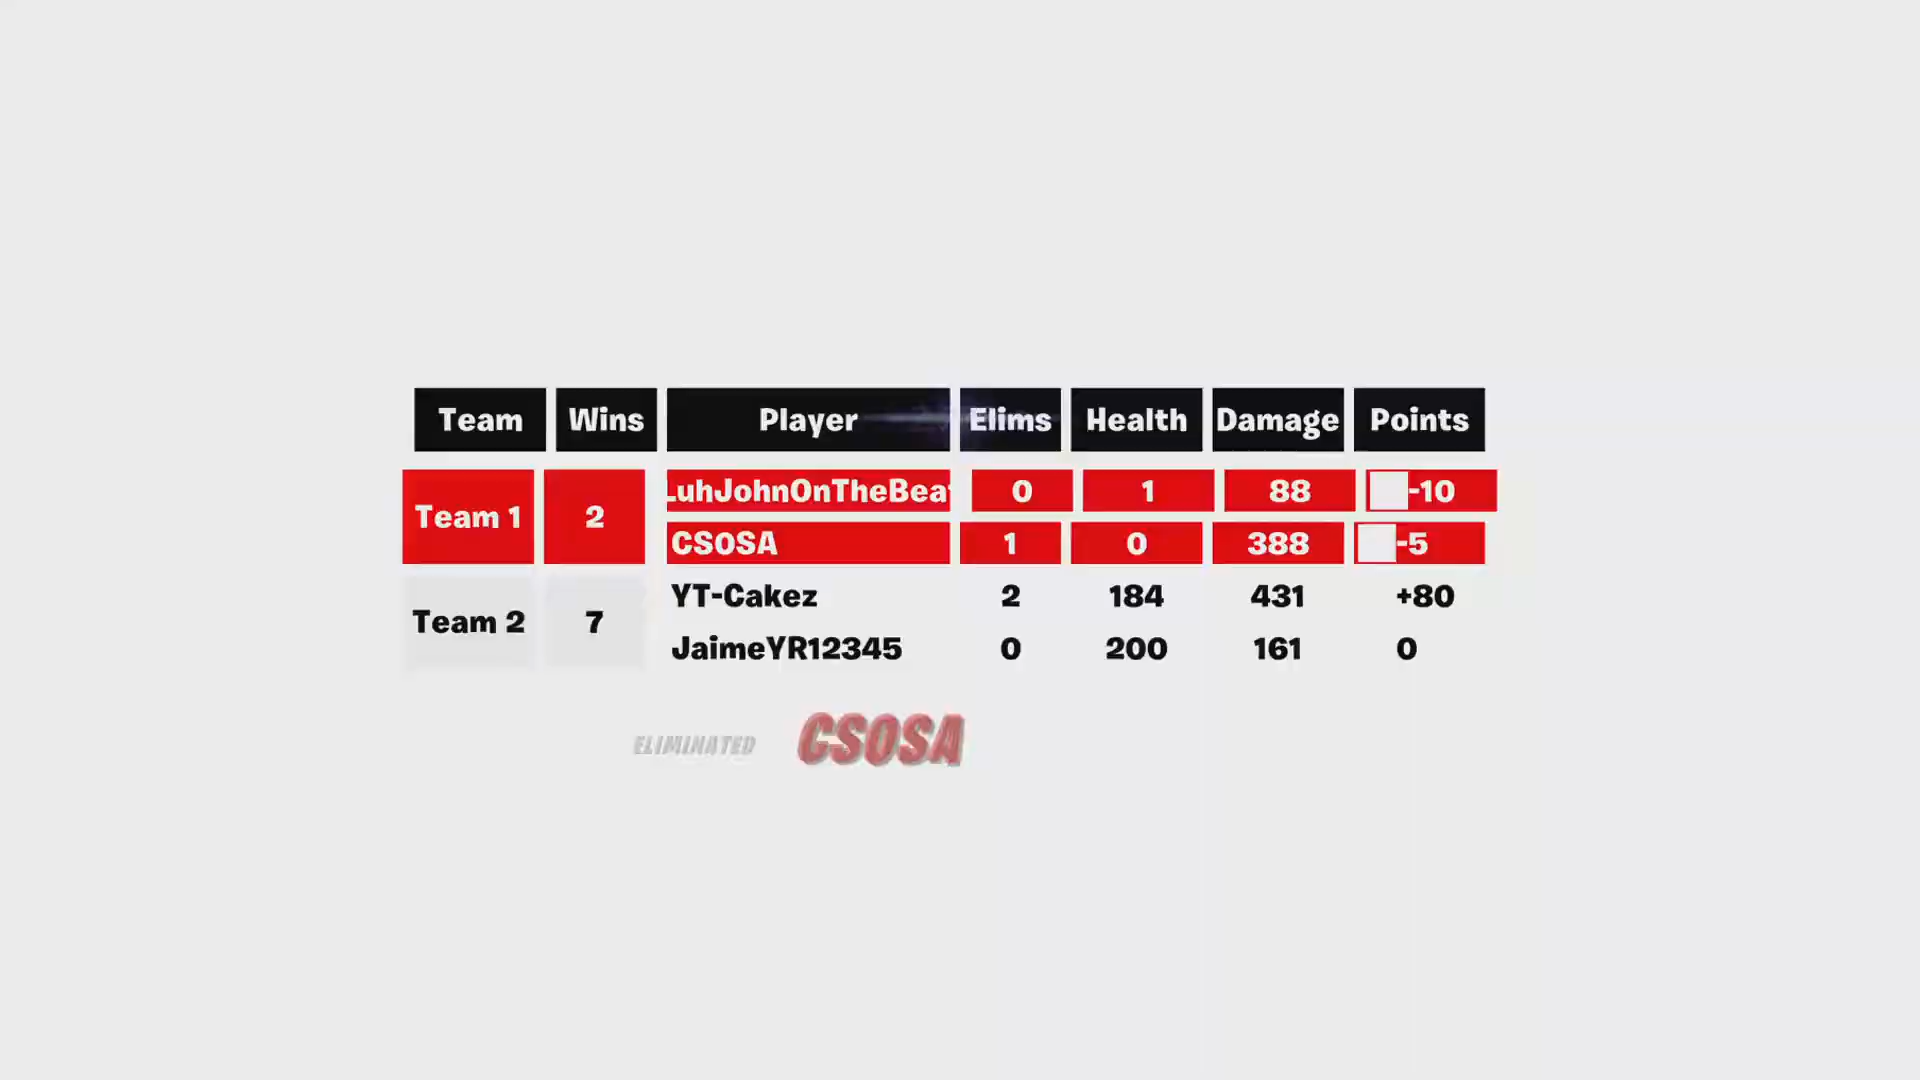 Team Wins Player Elims Health Damage Points
Team 1 2
LuhJohnOnTheBeat 0 1 88 -10
CSOSA 1 0 388 -5
Team 2 7
YT-Cakez 2 184 431 +80
JaimeYR12345 0 200 161 0
ELIMINATED CSOSA